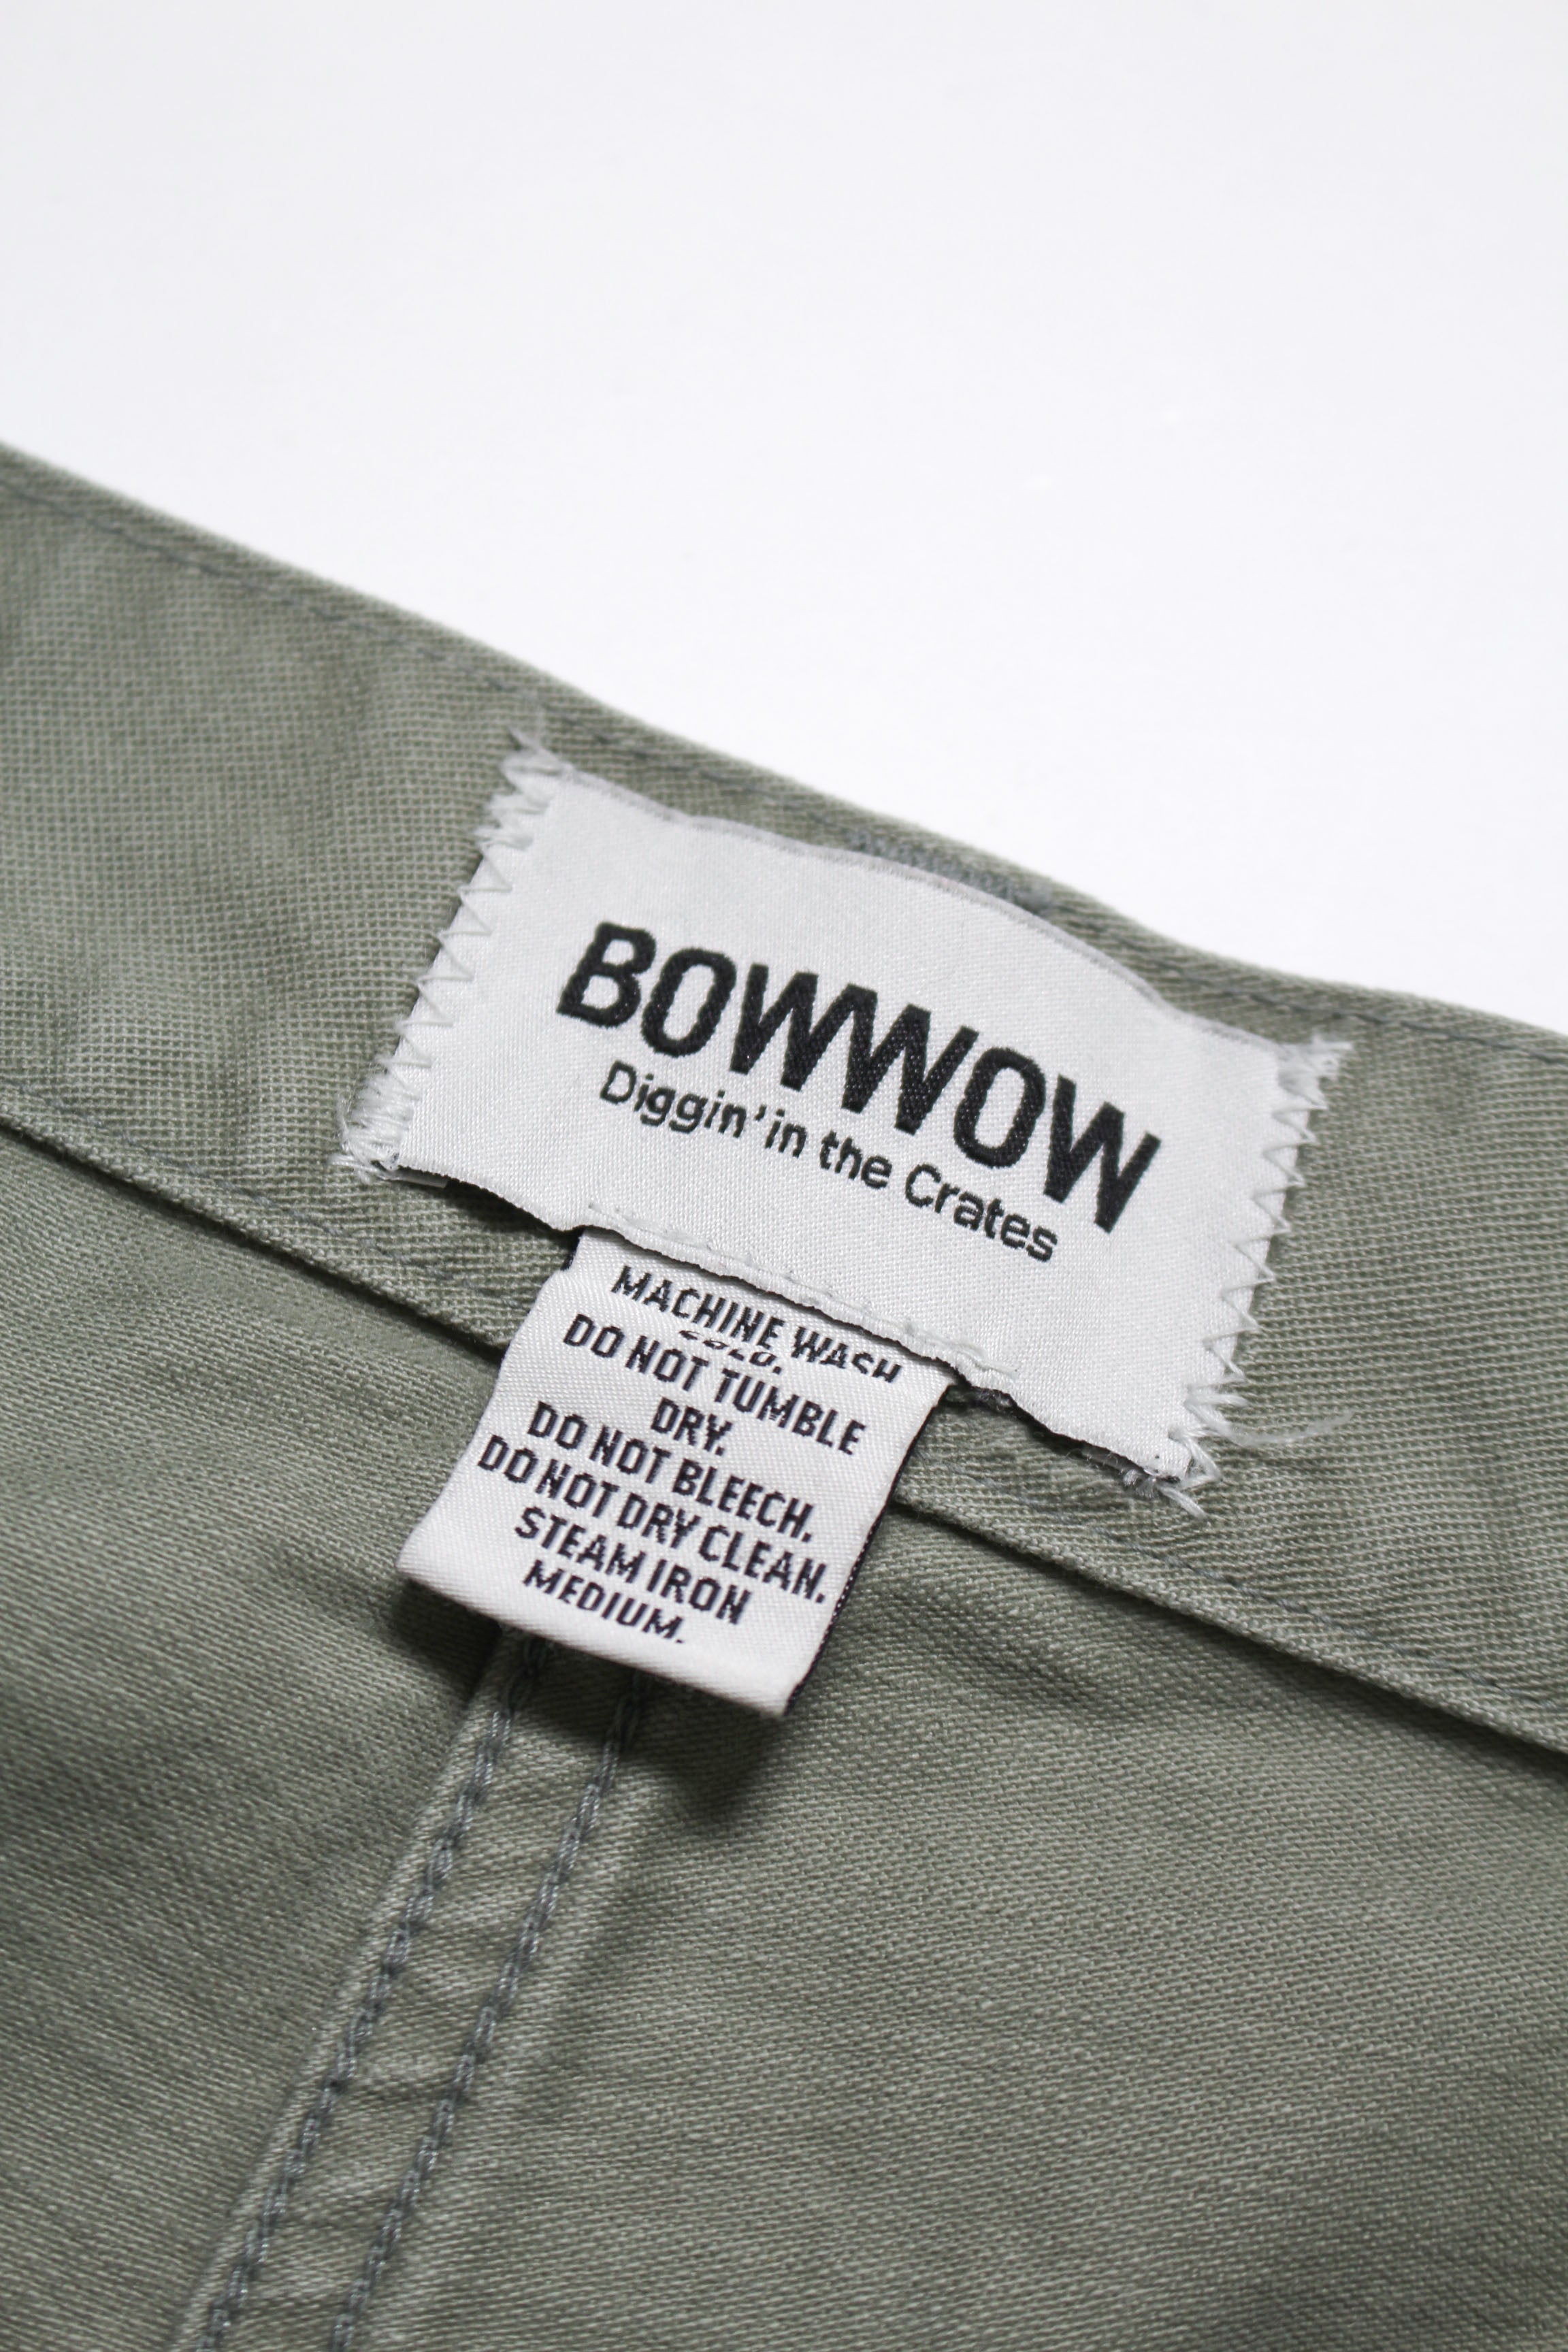 BOWWOW
Diggin' in the Crates
MACHINE WASH
COLD.
DO NOT TUMBLE
DRY.
DO NOT BLEECH.
DO NOT DRY CLEAN.
STEAM IRON
MEDIUM.